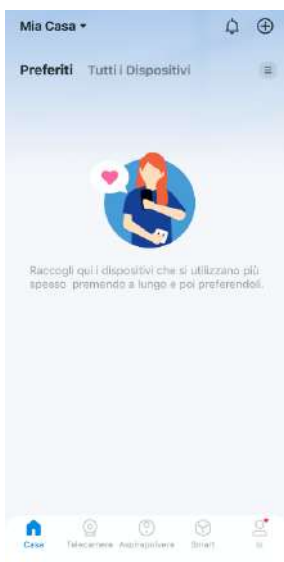 Mia Casa
Preferiti Tutti i Dispositivi
Raccogli qui i dispositivi che si utilizzano più
spesso premendo a lungo e poi preferendoli.
Casa Telecamere Aspirapolvere Smart Io